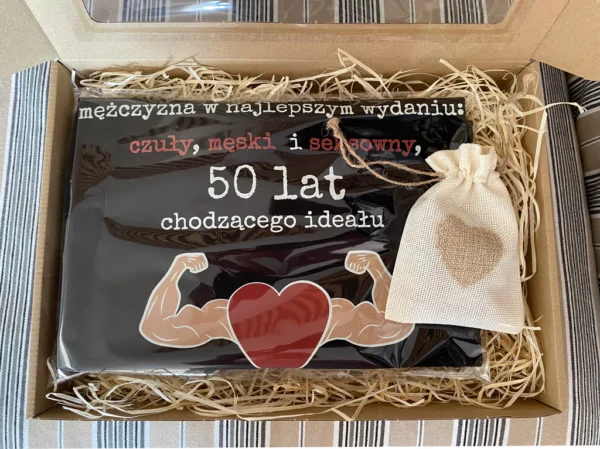 mężczyzna w najlepszym wydaniu:
czuły, męski i seksowny,
50 lat
chodzącego ideału